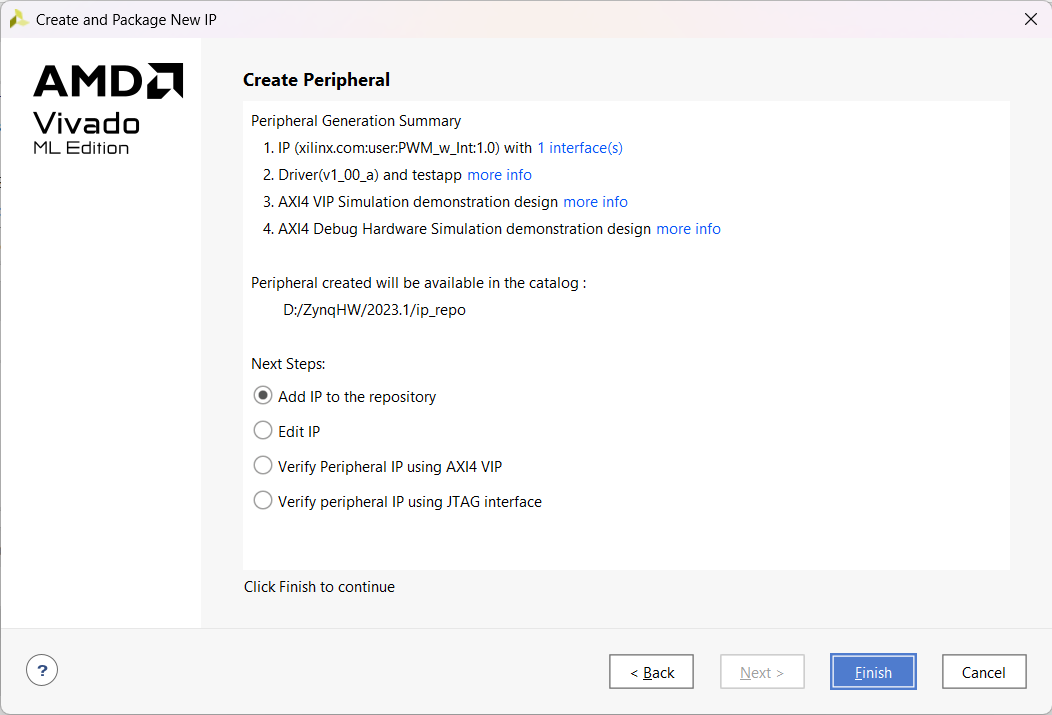 Create and Package New IP
AMD
Vivado
ML Edition
Create Peripheral
Peripheral Generation Summary
1. IP (xilinx.com:user:PWM_w_Int:1.0) with 1 interface(s)
2. Driver(v1_00_a) and testapp more info
3. AXI4 VIP Simulation demonstration design more info
4. AXI4 Debug Hardware Simulation demonstration design more info
Peripheral created will be available in the catalog :
D:/ZynqHW/2023.1/ip_repo
Next Steps:
Add IP to the repository
Edit IP
Verify Peripheral IP using AXI4 VIP
Verify peripheral IP using JTAG interface
Click Finish to continue
?
< Back
Next >
Finish
Cancel